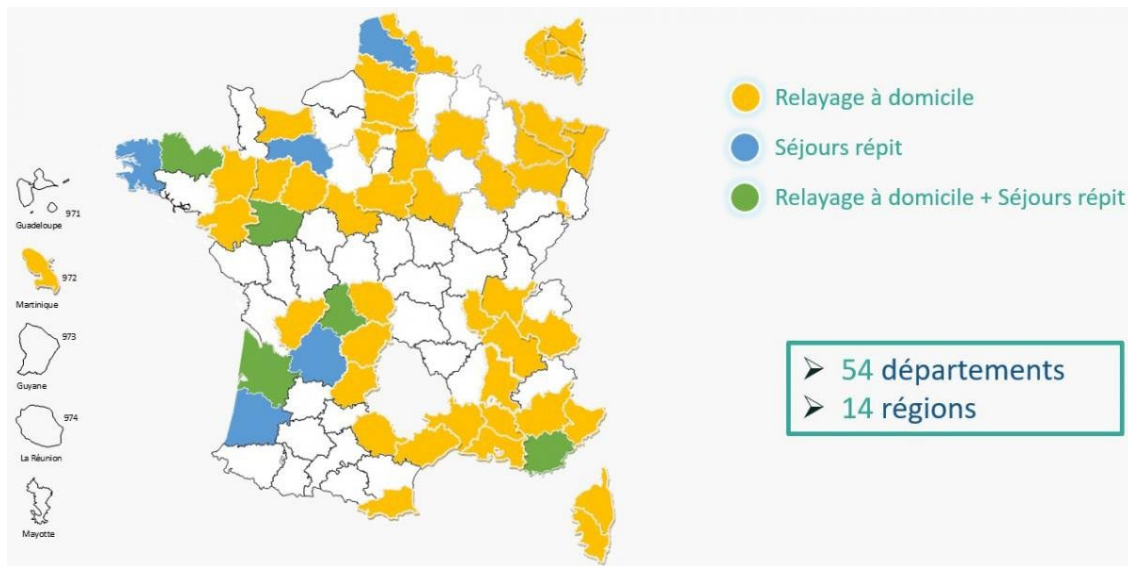 Relayage à domicile
Séjours répit
Relayage à domicile + Séjours répit
971
Guadeloupe
972
Martinique
973
Guyane
974
La Réunion
Mayotte
➢ 54 départements
➢ 14 régions